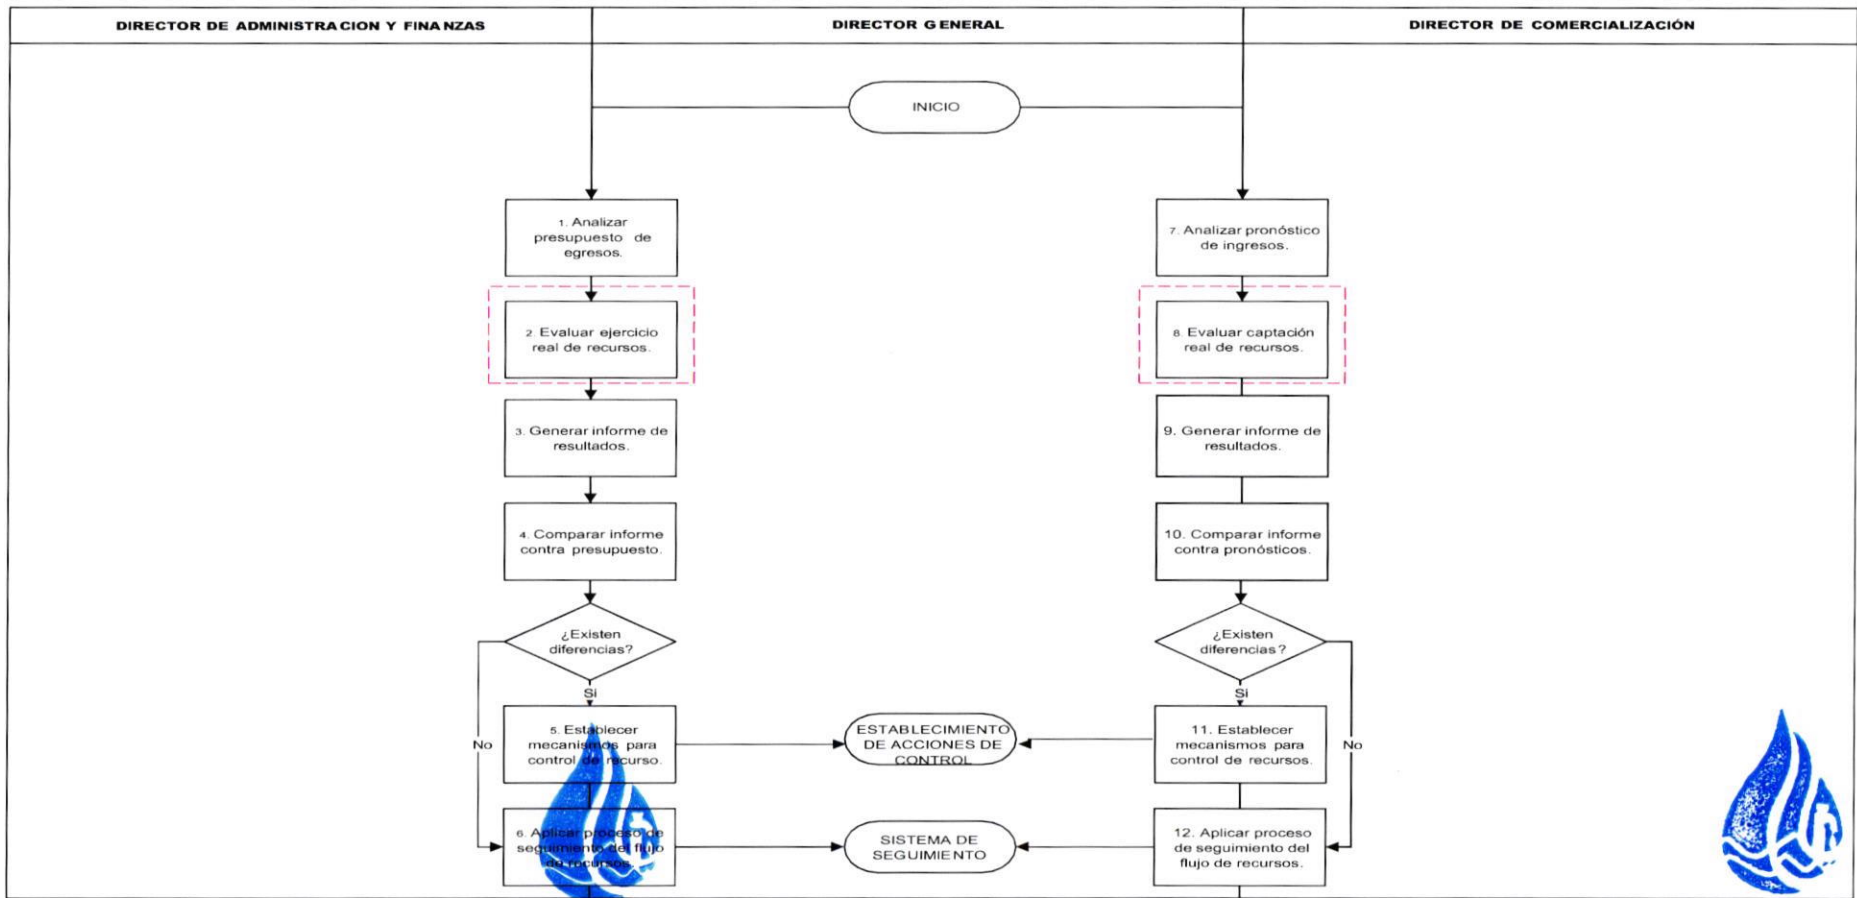 DIRECTOR DE ADMINISTRACION Y FINANZAS
DIRECTOR GENERAL
DIRECTOR DE COMERCIALIZACIÓN
INICIO
1. Analizar
presupuesto de
egresos.
7. Analizar pronóstico
de ingresos.
2. Evaluar ejercicio
real de recursos.
8. Evaluar captación
real de recursos.
3. Generar informe de
resultados.
9. Generar informe de
resultados.
4. Comparar informe
contra presupuesto.
10. Comparar informe
contra pronósticos.
¿Existen
diferencias?
¿Existen
diferencias?
Si
Si
No
5. Establecer
mecanismos para
control de recurso.
ESTABLECIMIENTO
DE ACCIONES DE
CONTROL
11. Establecer
mecanismos para
control de recursos.
No
6. Aplicar proceso de
seguimiento del flujo
de recursos.
SISTEMA DE
SEGUIMIENTO
12. Aplicar proceso
de seguimiento del
flujo de recursos.